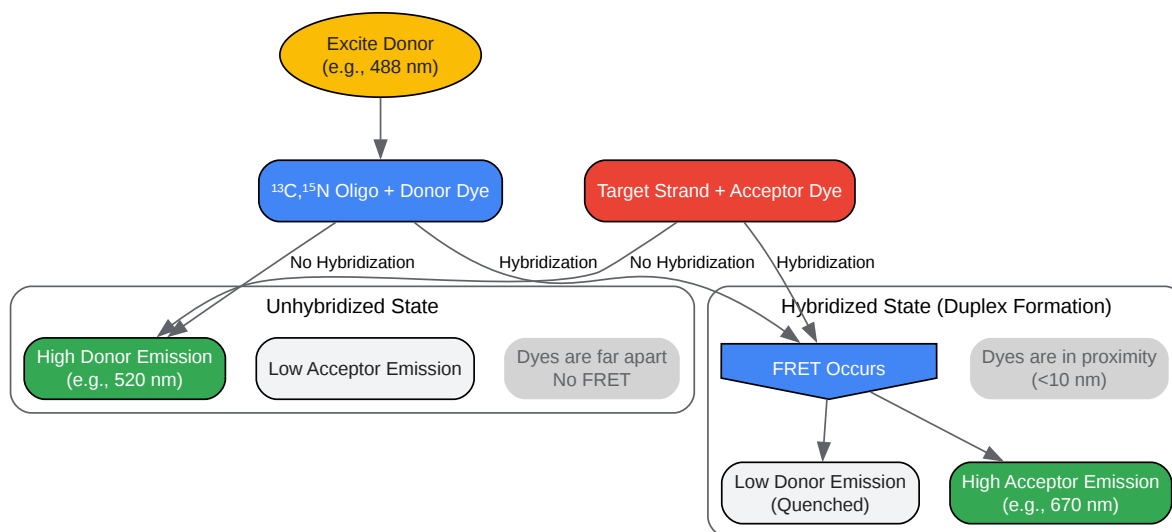 Excite Donor
(e.g., 488 nm)
¹³C,¹⁵N Oligo + Donor Dye
Target Strand + Acceptor Dye
No Hybridization
Hybridization
No Hybridization
Hybridization
Unhybridized State
Hybridized State (Duplex Formation)
High Donor Emission
(e.g., 520 nm)
Low Acceptor Emission
Dyes are far apart
No FRET
FRET Occurs
Dyes are in proximity
(<10 nm)
Low Donor Emission
(Quenched)
High Acceptor Emission
(e.g., 670 nm)